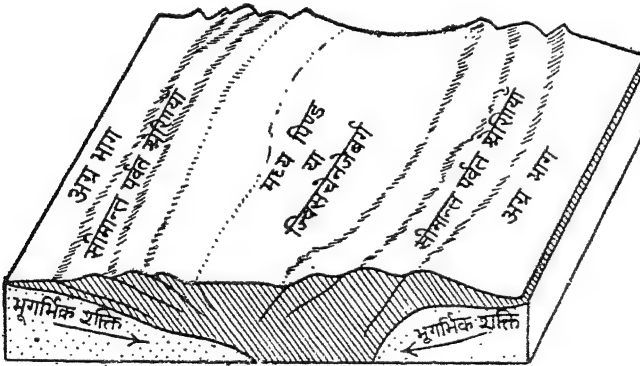 अग्र भाग
सीमान्त पर्वत श्रेणियाँ
मध्य पिण्ड
या
ज्विसचेनजेबर्ग
सीमान्त पर्वत श्रेणियाँ
अग्र भाग
भूगर्भिक शक्ति
भूगर्भिक शक्ति